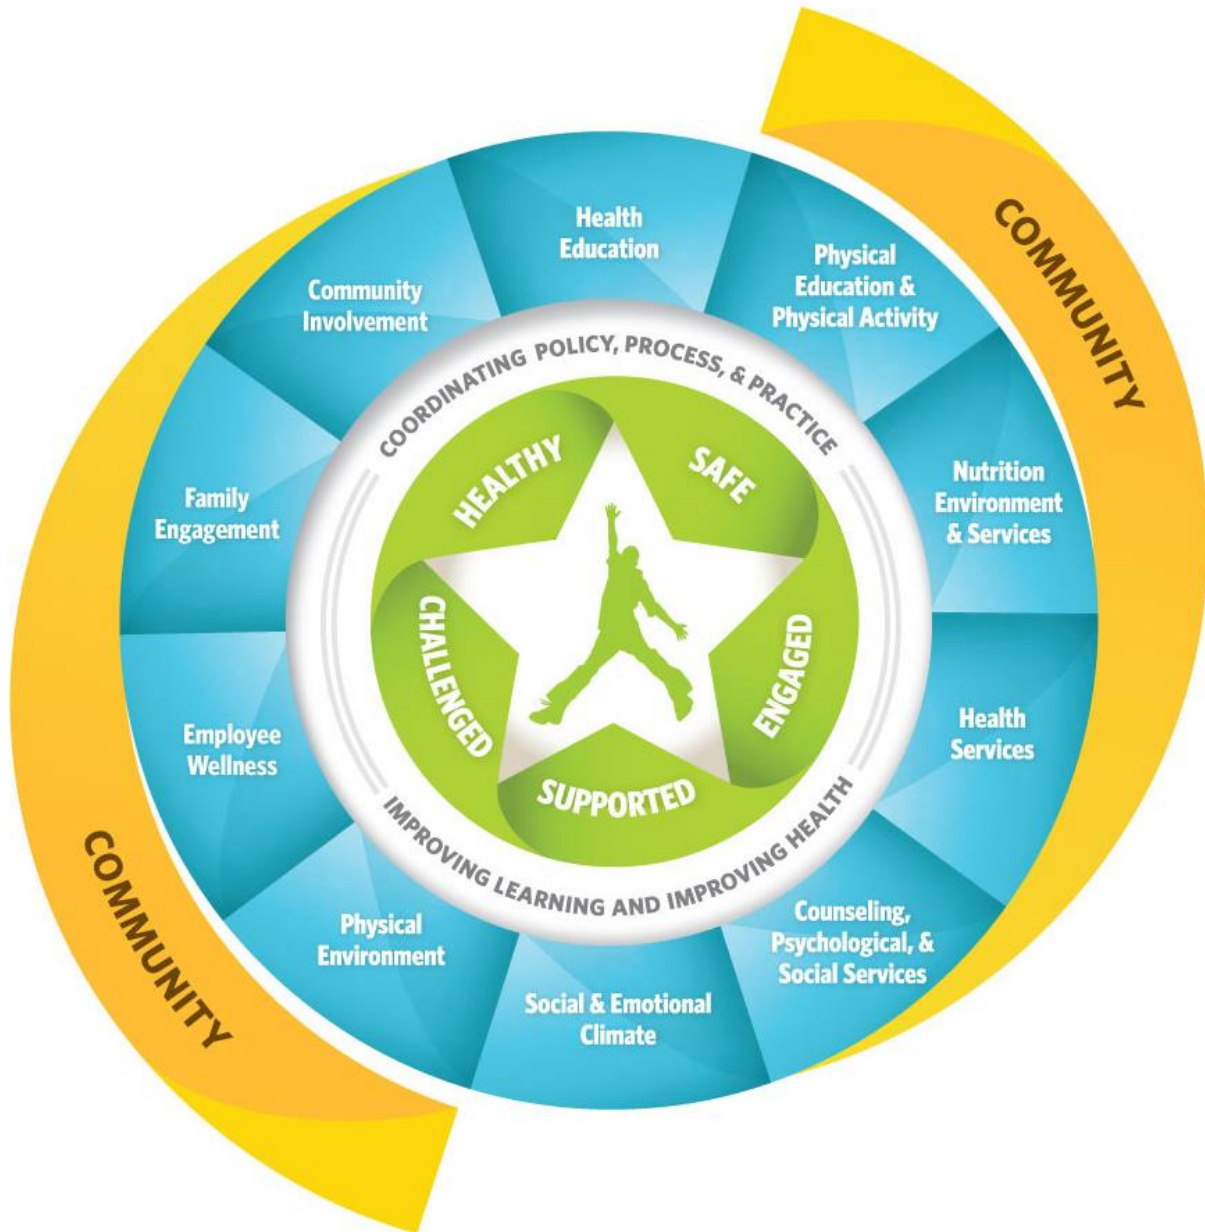 COMMUNITY
Health
Education
Physical
Education &
Physical Activity
Nutrition
Environment
& Services
Health
Services
Counseling,
Psychological, &
Social Services
Social & Emotional
Climate
Physical
Environment
Employee
Wellness
Family
Engagement
Community
Involvement
COORDINATING POLICY, PROCESS, & PRACTICE
IMPROVING LEARNING AND IMPROVING HEALTH
HEALTHY
SAFE
ENGAGED
SUPPORTED
CHALLENGED
COMMUNITY